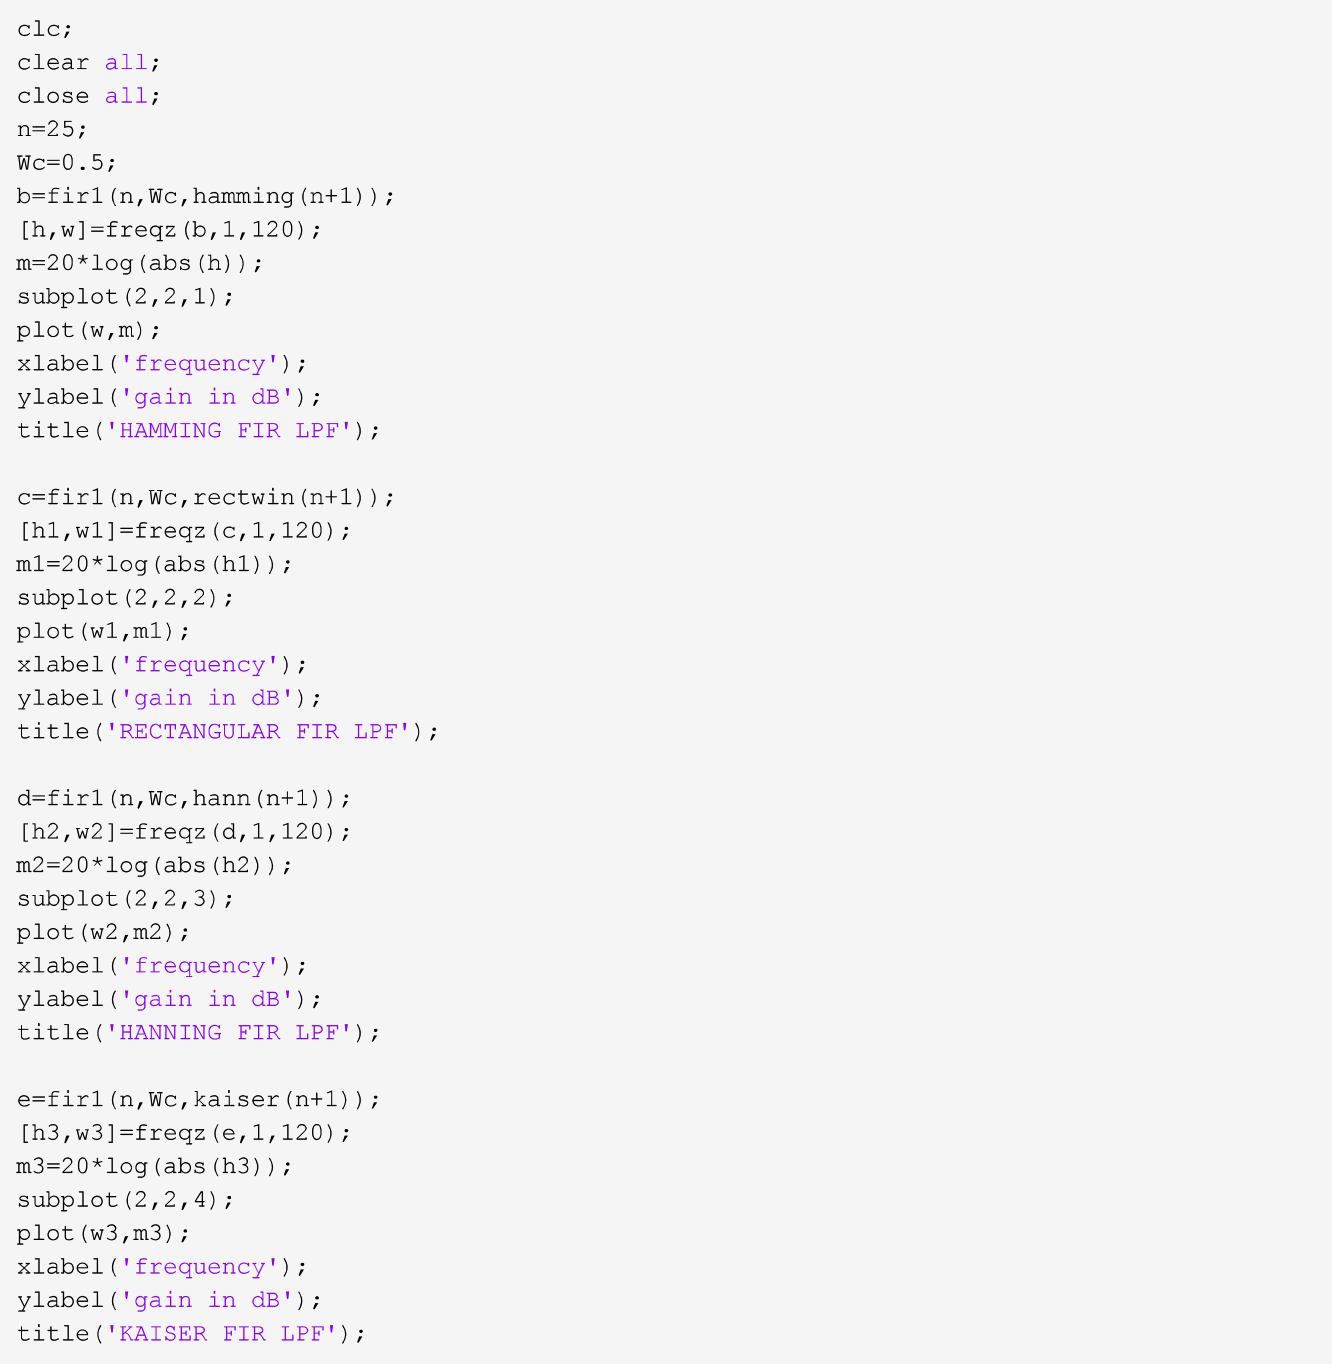 clc;
clear all;
close all;
n=25;
Wc=0.5;
b=fir1(n,Wc,hamming(n+1));
[h,w]=freqz(b,1,120);
m=20*log(abs(h));
subplot(2,2,1);
plot(w,m);
xlabel('frequency');
ylabel('gain in dB');
title('HAMMING FIR LPF');

c=fir1(n,Wc,rectwin(n+1));
[h1,w1]=freqz(c,1,120);
m1=20*log(abs(h1));
subplot(2,2,2);
plot(w1,m1);
xlabel('frequency');
ylabel('gain in dB');
title('RECTANGULAR FIR LPF');

d=fir1(n,Wc,hann(n+1));
[h2,w2]=freqz(d,1,120);
m2=20*log(abs(h2));
subplot(2,2,3);
plot(w2,m2);
xlabel('frequency');
ylabel('gain in dB');
title('HANNING FIR LPF');

e=fir1(n,Wc,kaiser(n+1));
[h3,w3]=freqz(e,1,120);
m3=20*log(abs(h3));
subplot(2,2,4);
plot(w3,m3);
xlabel('frequency');
ylabel('gain in dB');
title('KAISER FIR LPF');